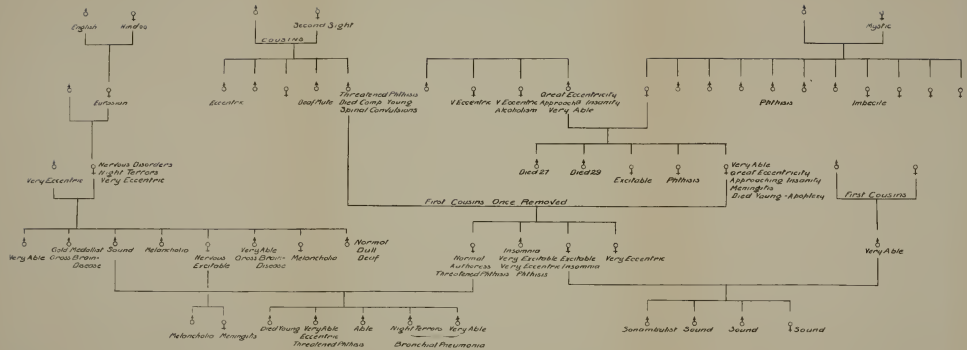 English Hindoo
Second Sight
COUSINS
Mystic
Eurasian
Eccentric
Deaf Mute
Threatened Phthisis
Died Comp Young
Spinal Convulsions
V Eccentric
V Eccentric
Alcoholism
Great Eccentricity
Approach'g Insanity
Very Able
Phthisis
Imbecile
Very Eccentric
Nervous Disorders
Night Terrors
Very Eccentric
Died 27
Died 29
Excitable
Phthisis
Very Able
Great Eccentricity
Approaching Insanity
Meningitis
Died Young - Apoplexy
First Cousins Once Removed
First Cousins
Very Able
Gold Medallist
Gross Brain-
Disease
Sound
Melancholia
Nervous
Excitable
Very Able
Gross Brain-
Disease
Melancholia
Normal
Dull
Deaf
Normal
Authoress
Threatened Phthisis
Insomnia
Very Excitable
Very Eccentric
Phthisis
Excitable
Insomnia
Very Eccentric
Very Able
Melancholia
Meningitis
Died Young
Very Able
Eccentric
Threatened Phthisis
Able
Night Terrors
Very Able
Bronchial Pneumonia
Somnabulist
Sound
Sound
Sound